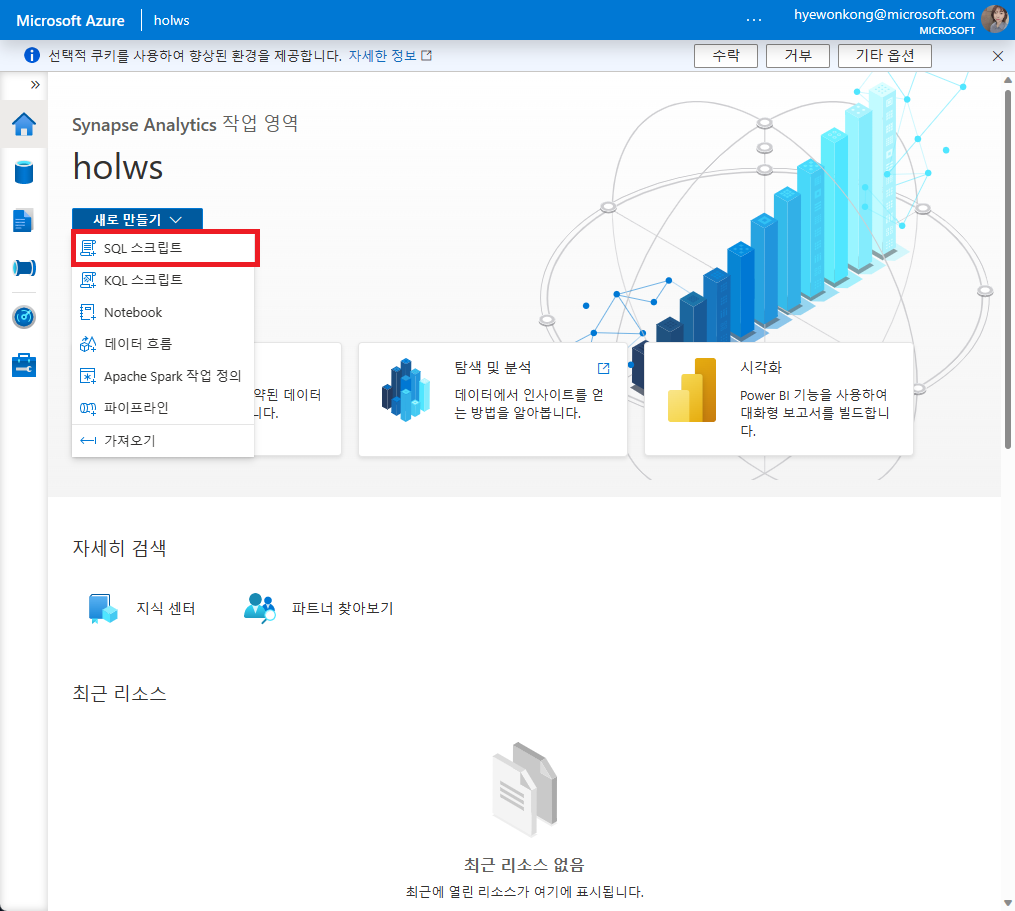 Microsoft Azure
holws
hyewonkong@microsoft.com
MICROSOFT
선택적 쿠키를 사용하여 향상된 환경을 제공합니다. 자세한 정보
수락
거부
기타 옵션
Synapse Analytics 작업 영역
holws
새로 만들기
SQL 스크립트
KQL 스크립트
Notebook
데이터 흐름
Apache Spark 작업 정의
파이프라인
가져오기
약된 데이터
니다.
탐색 및 분석
데이터에서 인사이트를 얻
는 방법을 알아봅니다.
시각화
Power BI 기능을 사용하여
대화형 보고서를 빌드합니
다.
자세히 검색
지식 센터
파트너 찾아보기
최근 리소스
최근 리소스 없음
최근에 열린 리소스가 여기에 표시됩니다.